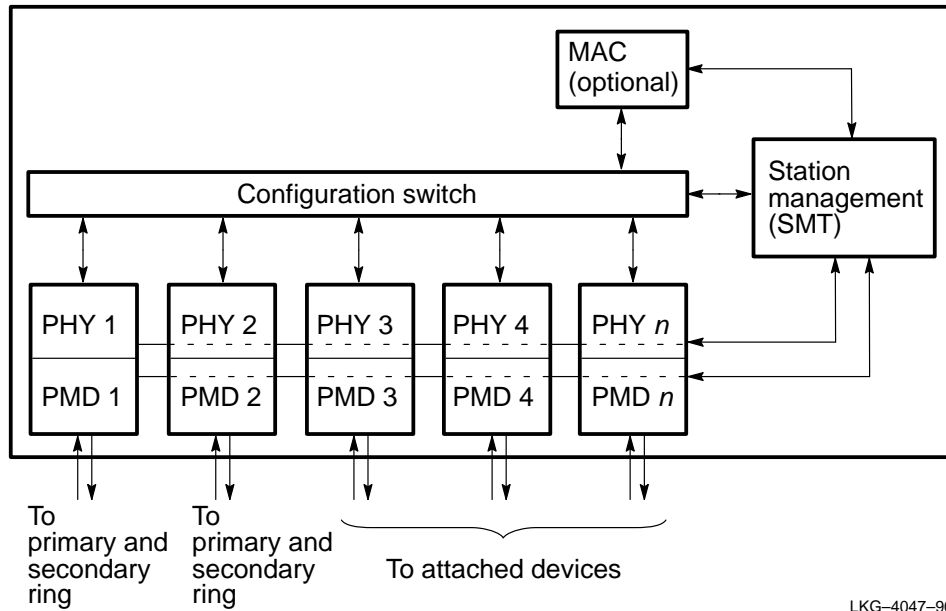 MAC
(optional)
Station
management
(SMT)
Configuration switch
PHY 1
PHY 2
PHY 3
PHY 4
PHY n
PMD 1
PMD 2
PMD 3
PMD 4
PMD n
To
primary and
secondary
ring
To
primary and
secondary
ring
To attached devices